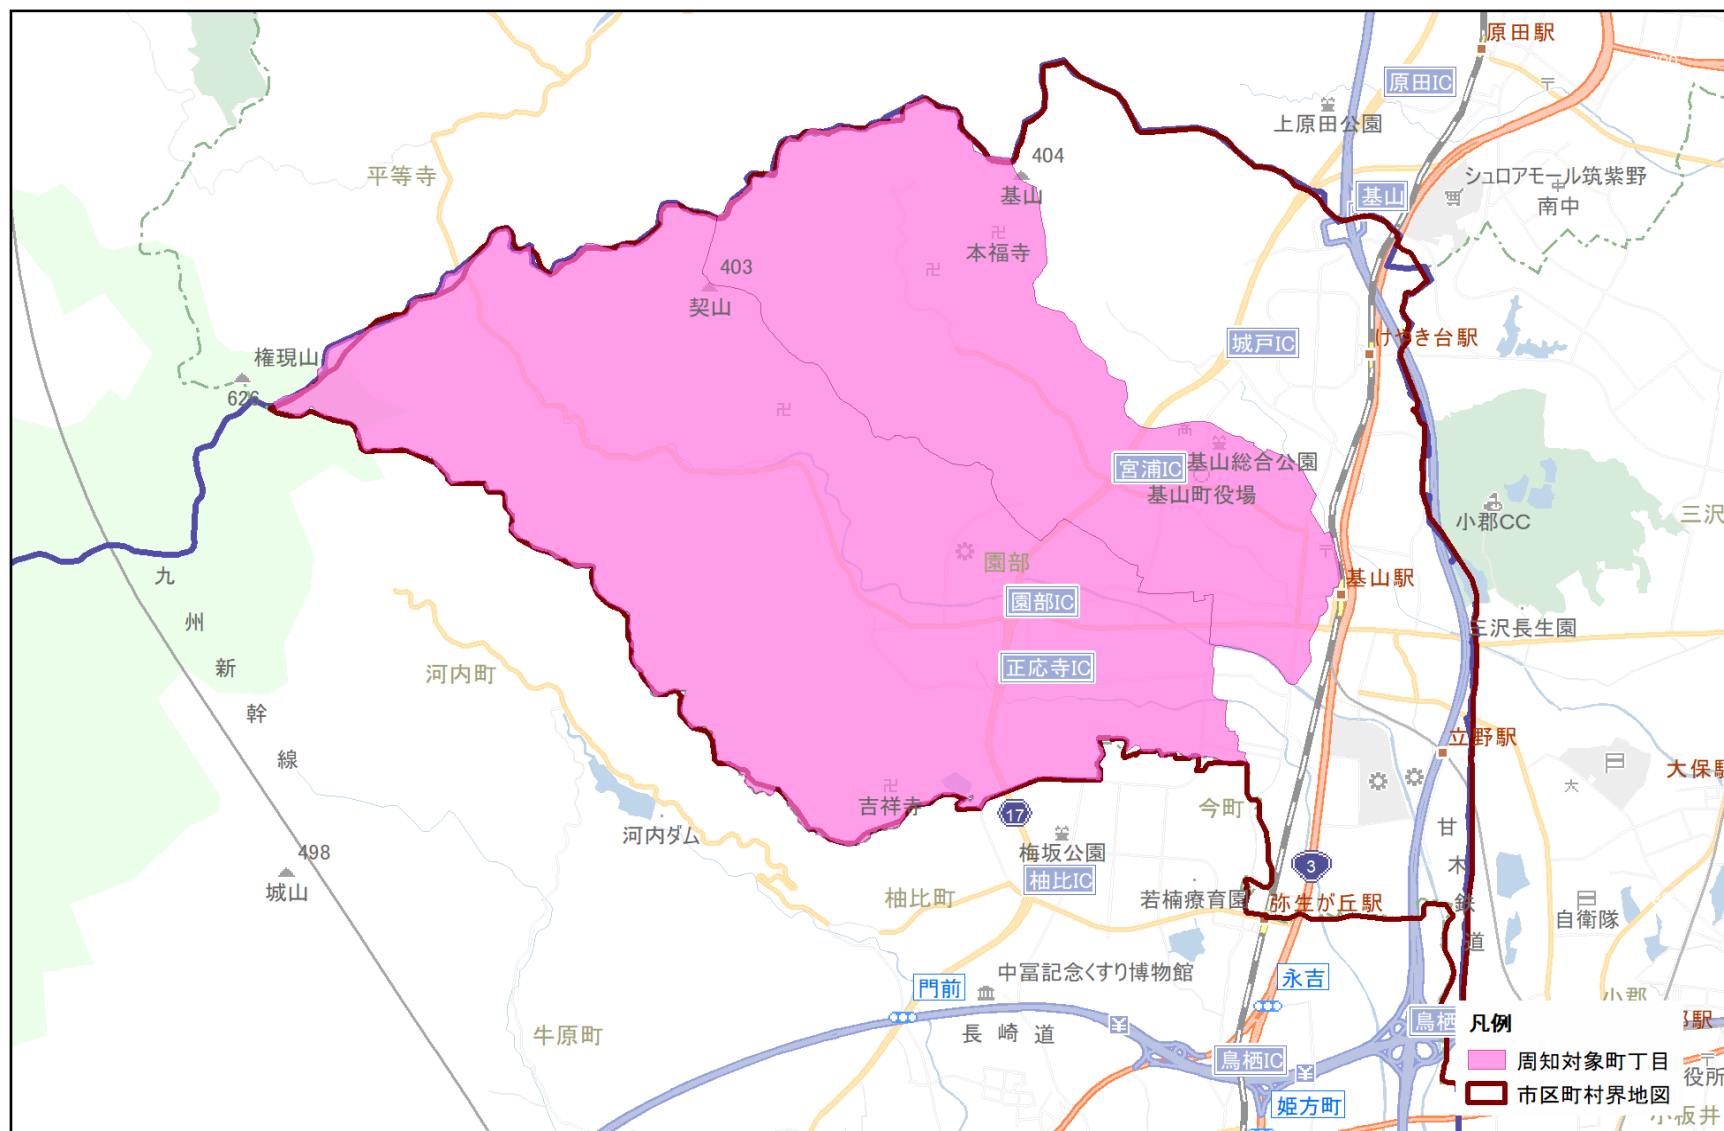 原田駅
原田IC
上原田公園
404
基山
平等寺
シュロアモール筑紫野
南中
基山
本福寺
403
契山
城戸IC
けやき台駅
権現山
626
宮浦IC
基山総合公園
基山町役場
小郡CC
三沢
園部
九州新幹線
基山駅
園部IC
三沢長生園
正応寺IC
河内町
立野駅
大保駅
吉祥寺
17
今町
河内ダム
梅坂公園
甘木鉄道
498
城山
柚比IC
3
柚比町
若楠療育園
弥生が丘駅
自衛隊
中冨記念くすり博物館
門前
永吉
小郡
牛原町
長崎道
鳥栖
凡例
駅
鳥栖IC
周知対象町丁目
役所
市区町村界地図
姫方町
小板井